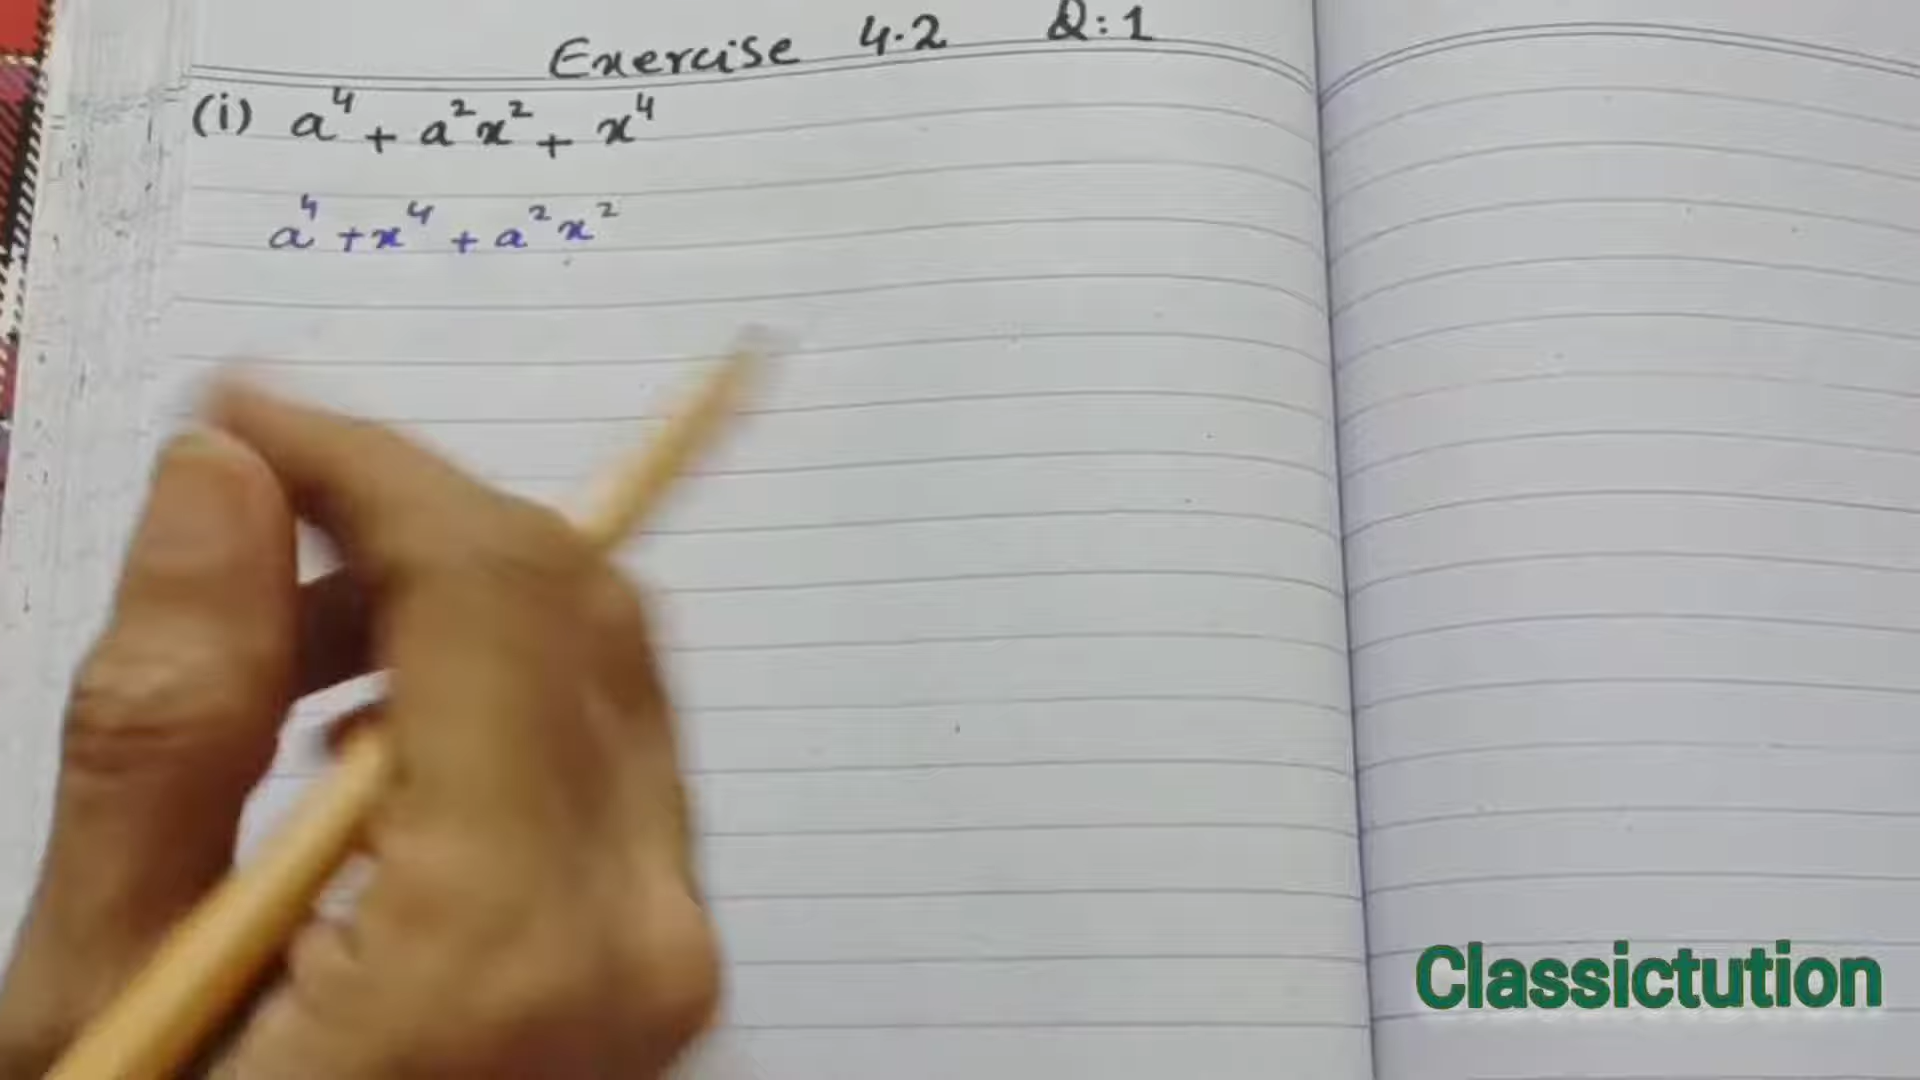 Exercise 4.2 Q:1
(i) a⁴ + a²x² + x⁴
a⁴ + x⁴ + a²x²
Classictution